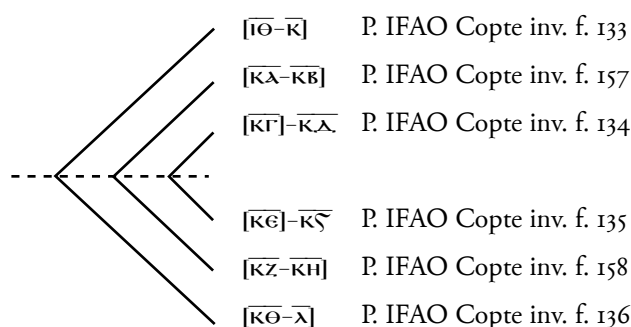 [ⲓ̅ⲑ̅–ⲕ̅] P. IFAO Copte inv. f. 133
[ⲕ̅ⲁ̅–ⲕ̅ⲃ̅] P. IFAO Copte inv. f. 157
[ⲕ̅ⲅ̅]–ⲕ̣̅ⲇ̣̅ P. IFAO Copte inv. f. 134
[ⲕ̅ⲉ̅]–ⲕ̅ⲋ̅ P. IFAO Copte inv. f. 135
[ⲕ̅ⲍ̅–ⲕ̅ⲏ̅] P. IFAO Copte inv. f. 158
[ⲕ̅ⲑ̅–ⲗ̅] P. IFAO Copte inv. f. 136